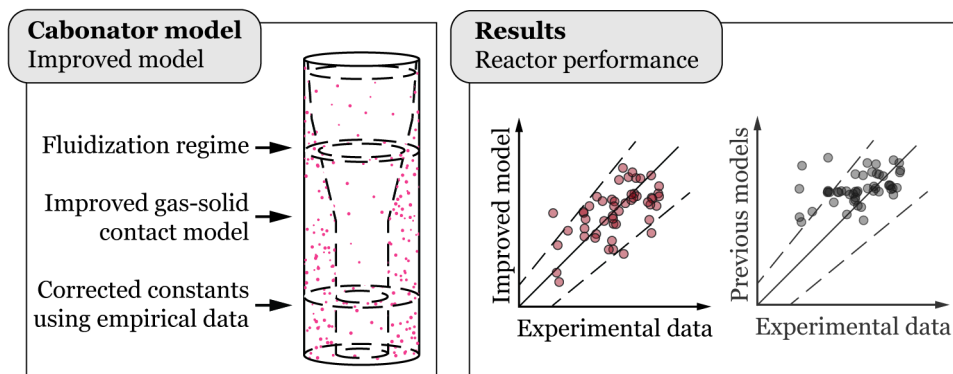 Cabonator model
Improved model
Fluidization regime
Improved gas-solid
contact model
Corrected constants
using empirical data
Results
Reactor performance
Improved model
Experimental data
Previous models
Experimental data